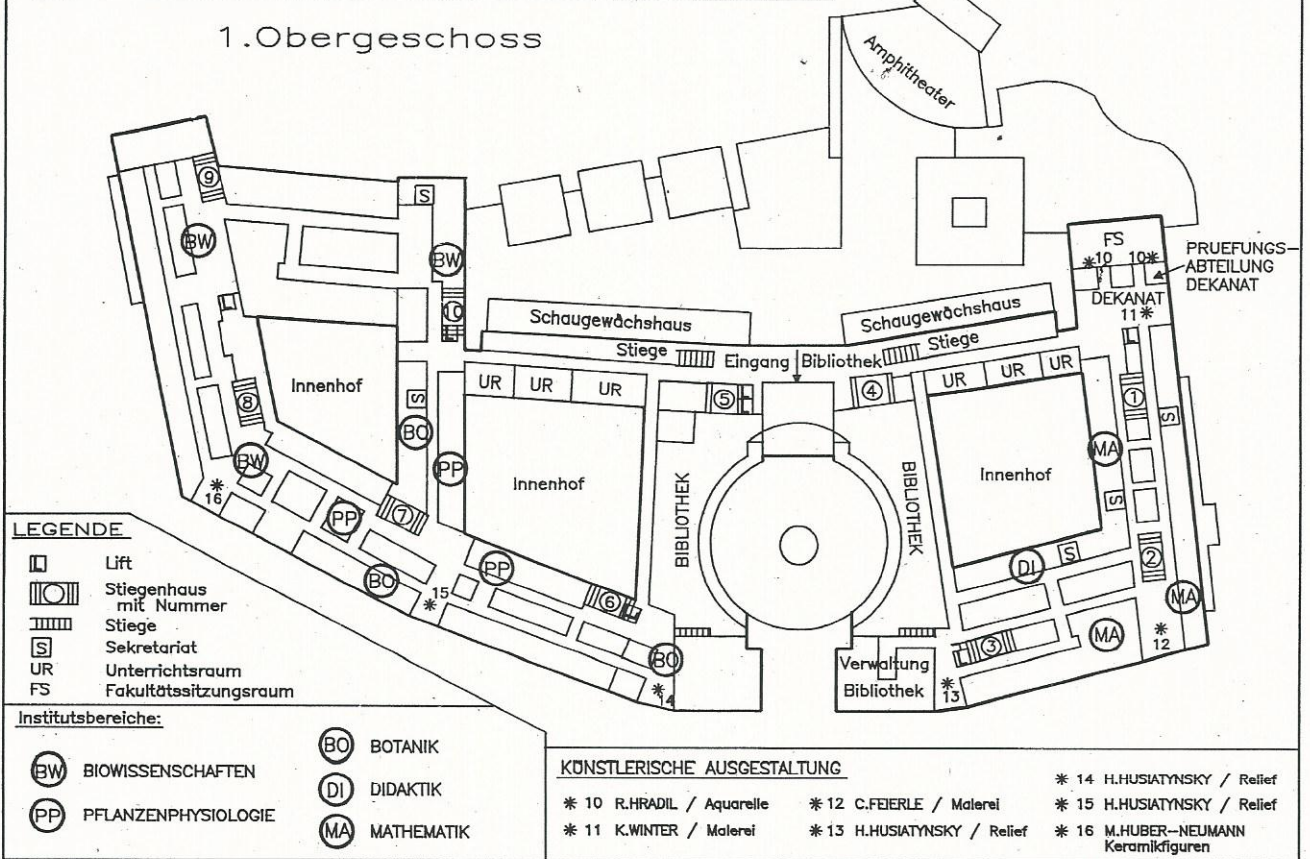 1.Obergeschoss
Amphitheater
9
S
BW
BW
10
L
L
FS
* 10 10 *
PRUEFUNGS-
ABTEILUNG
DEKANAT
DEKANAT
11 *
L
Schaugewächshaus
Schaugewächshaus
Stiege
Eingang Bibliothek
Stiege
UR
UR
UR
5
L
4
UR
UR
UR
1
S
Innenhof
S
8
BO
BW
PP
MA
Innenhof
Innenhof
BIBLIOTHEK
BIBLIOTHEK
S
* 16
7
PP
BO
PP
15 *
6
L
BO
* 14
DI
S
2
MA
MA
* 12
3
L
* 13
Verwaltung
Bibliothek
LEGENDE
L Lift
Stiegenhaus
mit Nummer
Stiege
S Sekretariat
UR Unterrichtsraum
FS Fakultätssitzungsraum
Institutsbereiche:
BW BIOWISSENSCHAFTEN
PP PFLANZENPHYSIOLOGIE
BO BOTANIK
DI DIDAKTIK
MA MATHEMATIK
KÜNSTLERISCHE AUSGESTALTUNG
* 10 R.HRADIL / Aquarelle
* 11 K.WINTER / Malerei
* 12 C.FEIERLE / Malerei
* 13 H.HUSIATYNSKY / Relief
* 14 H.HUSIATYNSKY / Relief
* 15 H.HUSIATYNSKY / Relief
* 16 M.HUBER-NEUMANN
Keramikfiguren